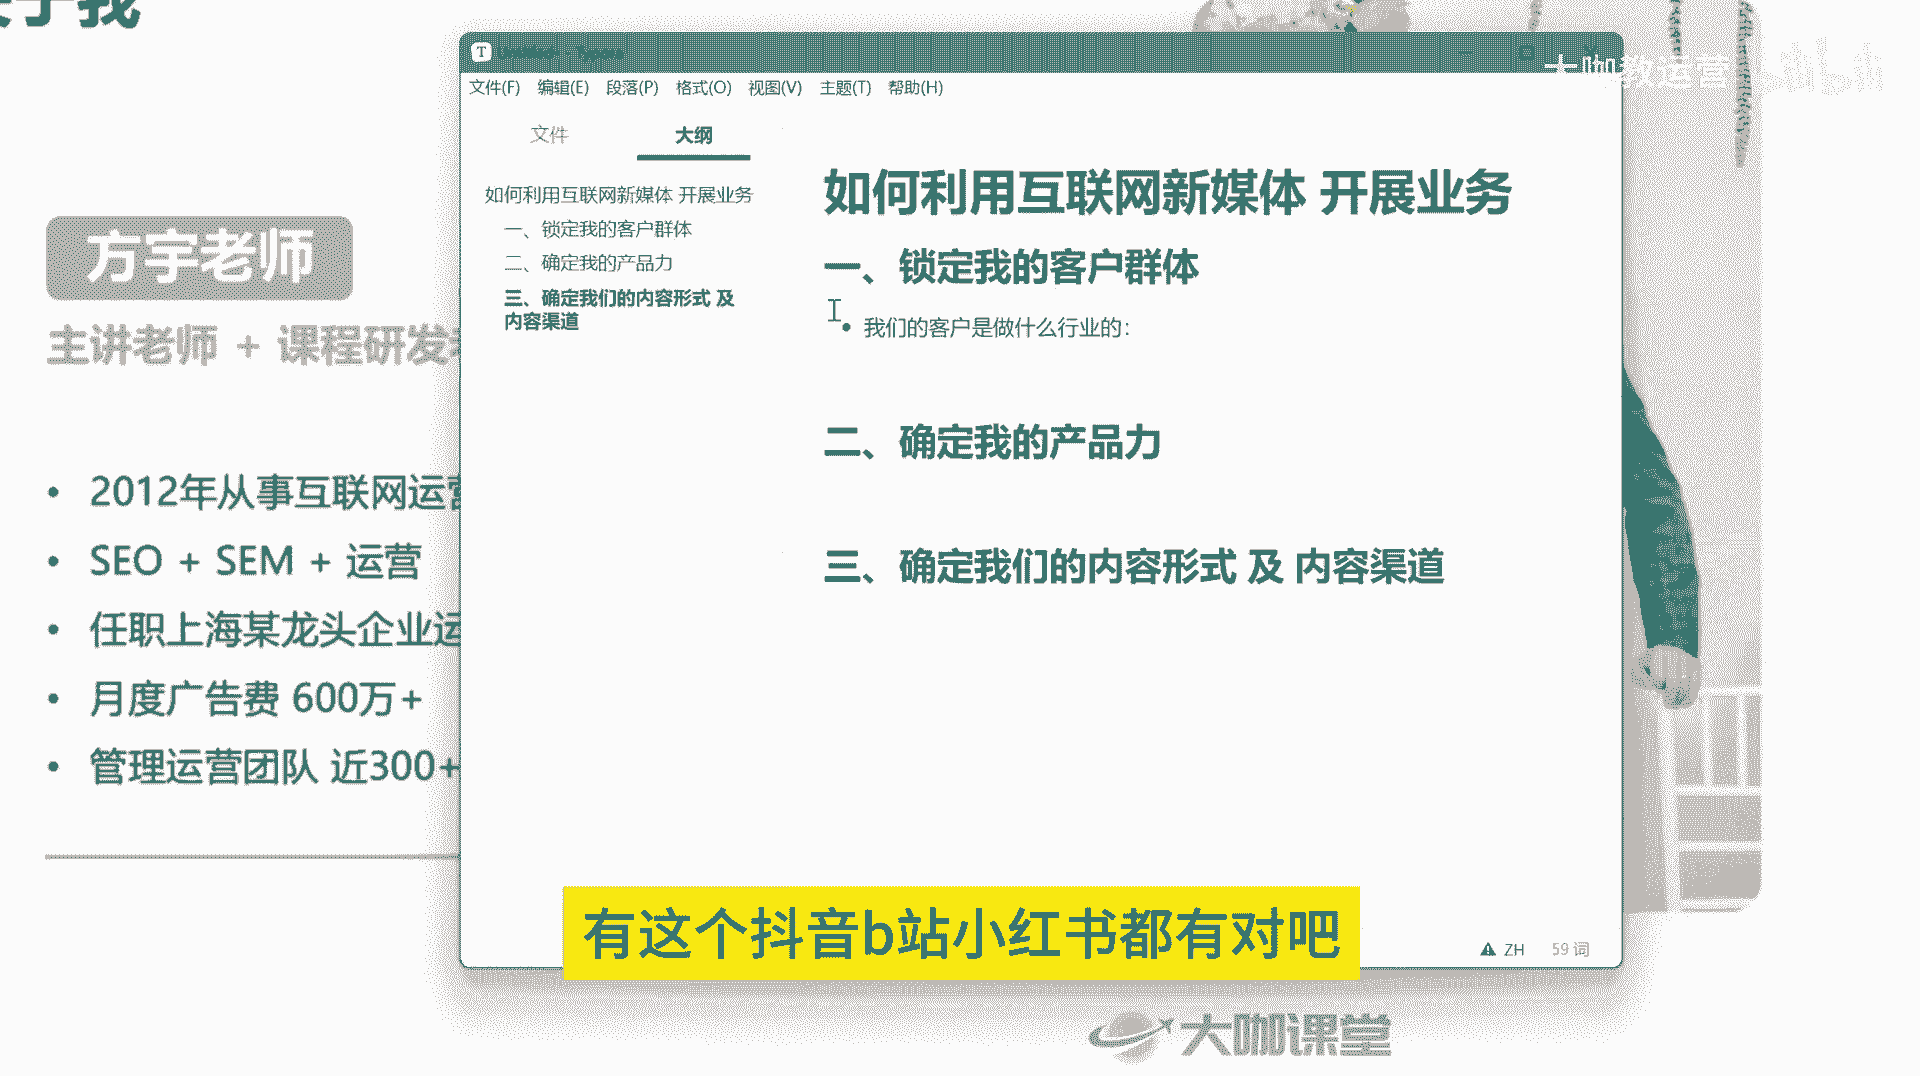 方宇老师
主讲老师 + 课程研发
• 2012年从事互联网运营
• SEO + SEM + 运营
• 任职上海某龙头企业运
• 月度广告费 600万+
• 管理运营团队 近300+
文件(F) 编辑(E) 段落(P) 格式(O) 视图(V) 主题(T) 帮助(H)
文件 大纲
如何利用互联网新媒体 开展业务
一、锁定我的客户群体
二、确定我的产品力
三、确定我们的内容形式 及
内容渠道
如何利用互联网新媒体 开展业务
一、锁定我的客户群体
• 我们的客户是做什么行业的：
二、确定我的产品力
三、确定我们的内容形式 及 内容渠道
ZH 59 词
大咖教运营 bilibili
有这个抖音b站小红书都有对吧
大咖课堂